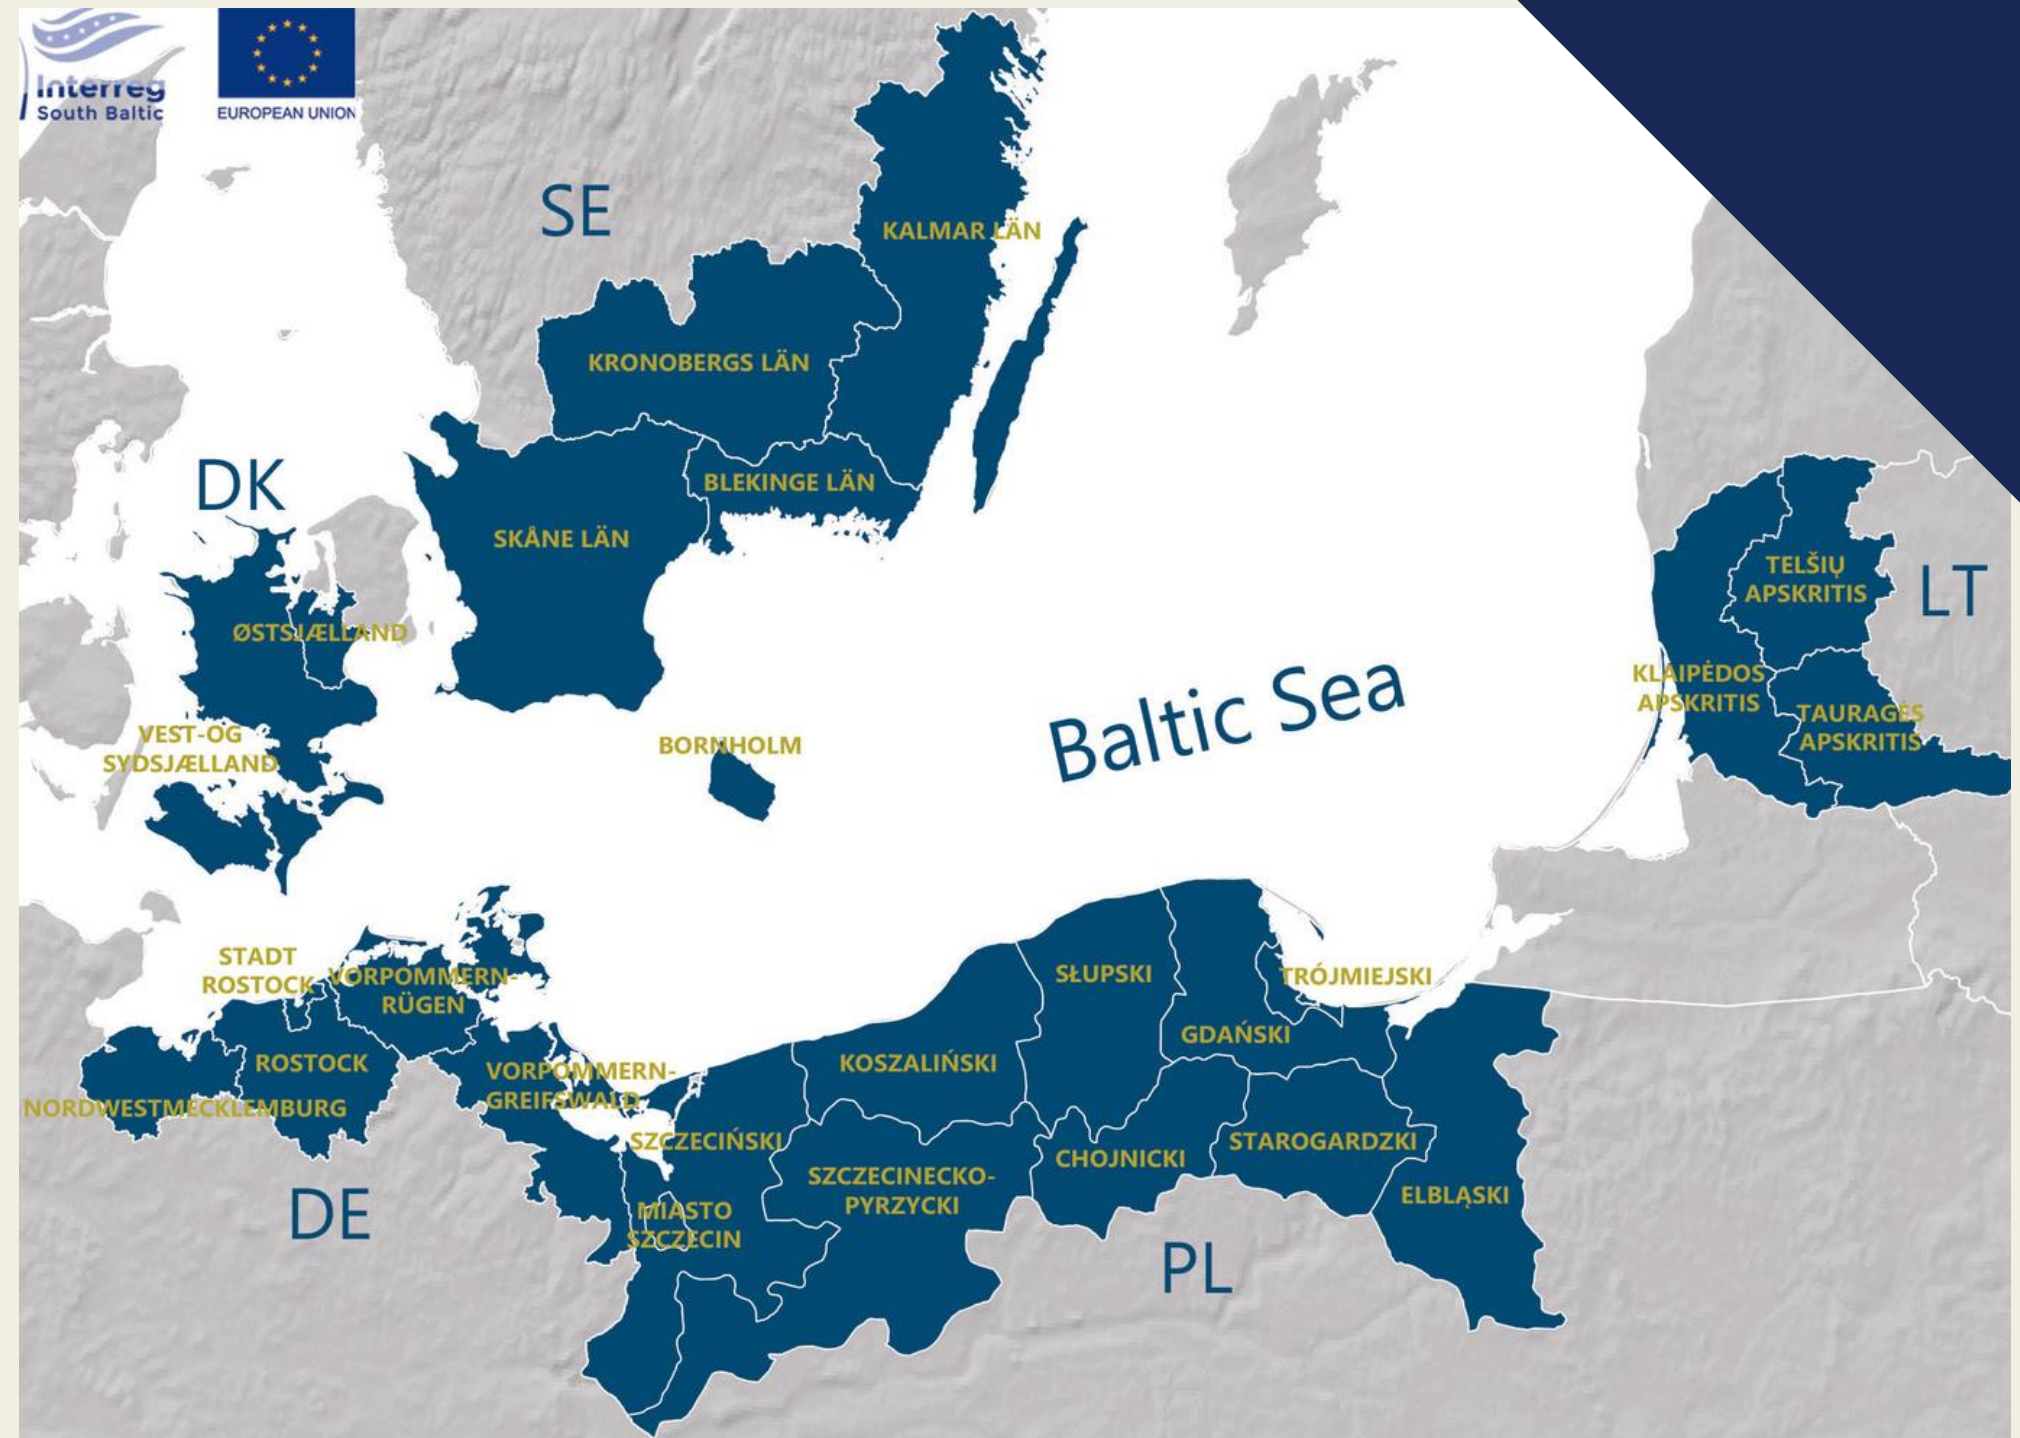 Interreg
South Baltic
EUROPEAN UNION
SE
KALMAR LÄN
KRONOBERGS LÄN
DK
BLEKINGE LÄN
SKÅNE LÄN
TELŠIŲ
APSKRITIS
LT
ØSTSJÆLLAND
KLAIPĖDOS
APSKRITIS
Baltic Sea
TAURAGĖS
APSKRITIS
VEST-OG
SYDSJÆLLAND
BORNHOLM
STADT
ROSTOCK
VORPOMMERN-
RÜGEN
SŁUPSKI
TRÓJMIEJSKI
GDAŃSKI
ROSTOCK
KOSZALIŃSKI
VORPOMMERN-
GREIFSWALD
NORDWESTMECKLEMBURG
SZCZECIŃSKI
STAROGARDZKI
CHOJNICKI
SZCZECINECKO-
PYRZYCKI
ELBLĄSKI
MIASTO
SZCZECIN
DE
PL